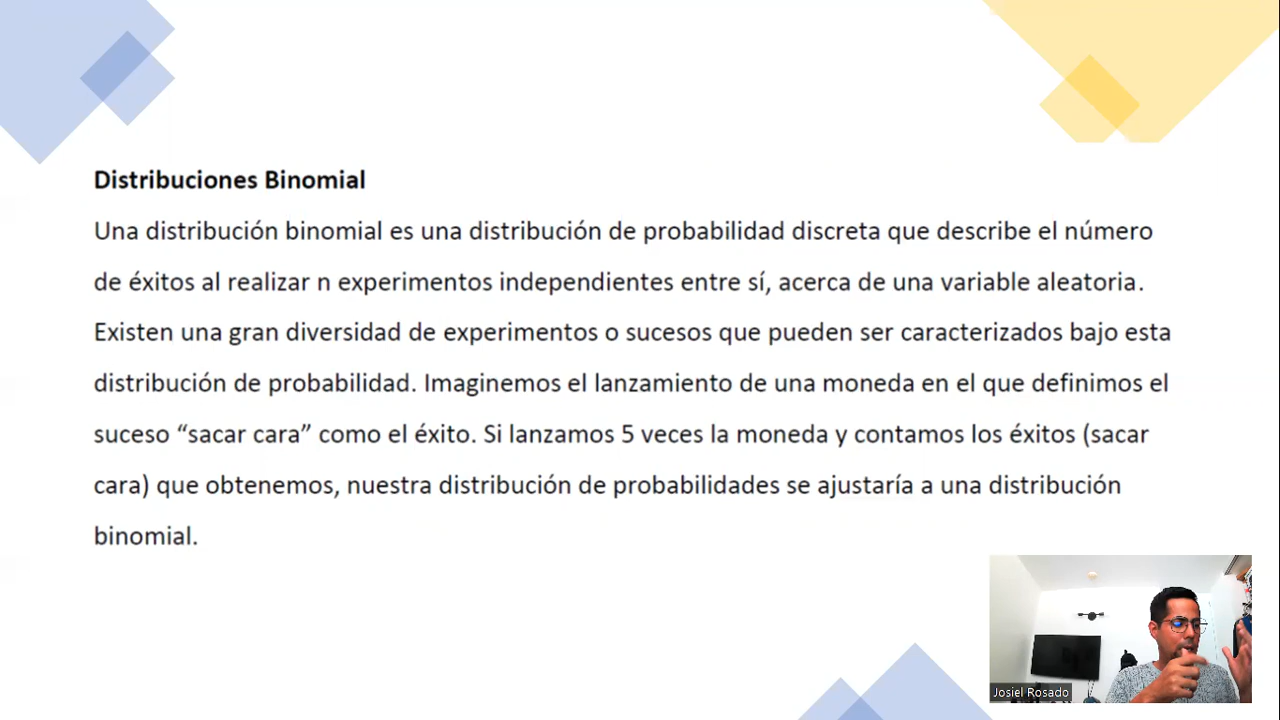 Distribuciones Binomial
Una distribución binomial es una distribución de probabilidad discreta que describe el número
de éxitos al realizar n experimentos independientes entre sí, acerca de una variable aleatoria.
Existen una gran diversidad de experimentos o sucesos que pueden ser caracterizados bajo esta
distribución de probabilidad. Imaginemos el lanzamiento de una moneda en el que definimos el
suceso “sacar cara” como el éxito. Si lanzamos 5 veces la moneda y contamos los éxitos (sacar
cara) que obtenemos, nuestra distribución de probabilidades se ajustaría a una distribución
binomial.
Josiel Rosado